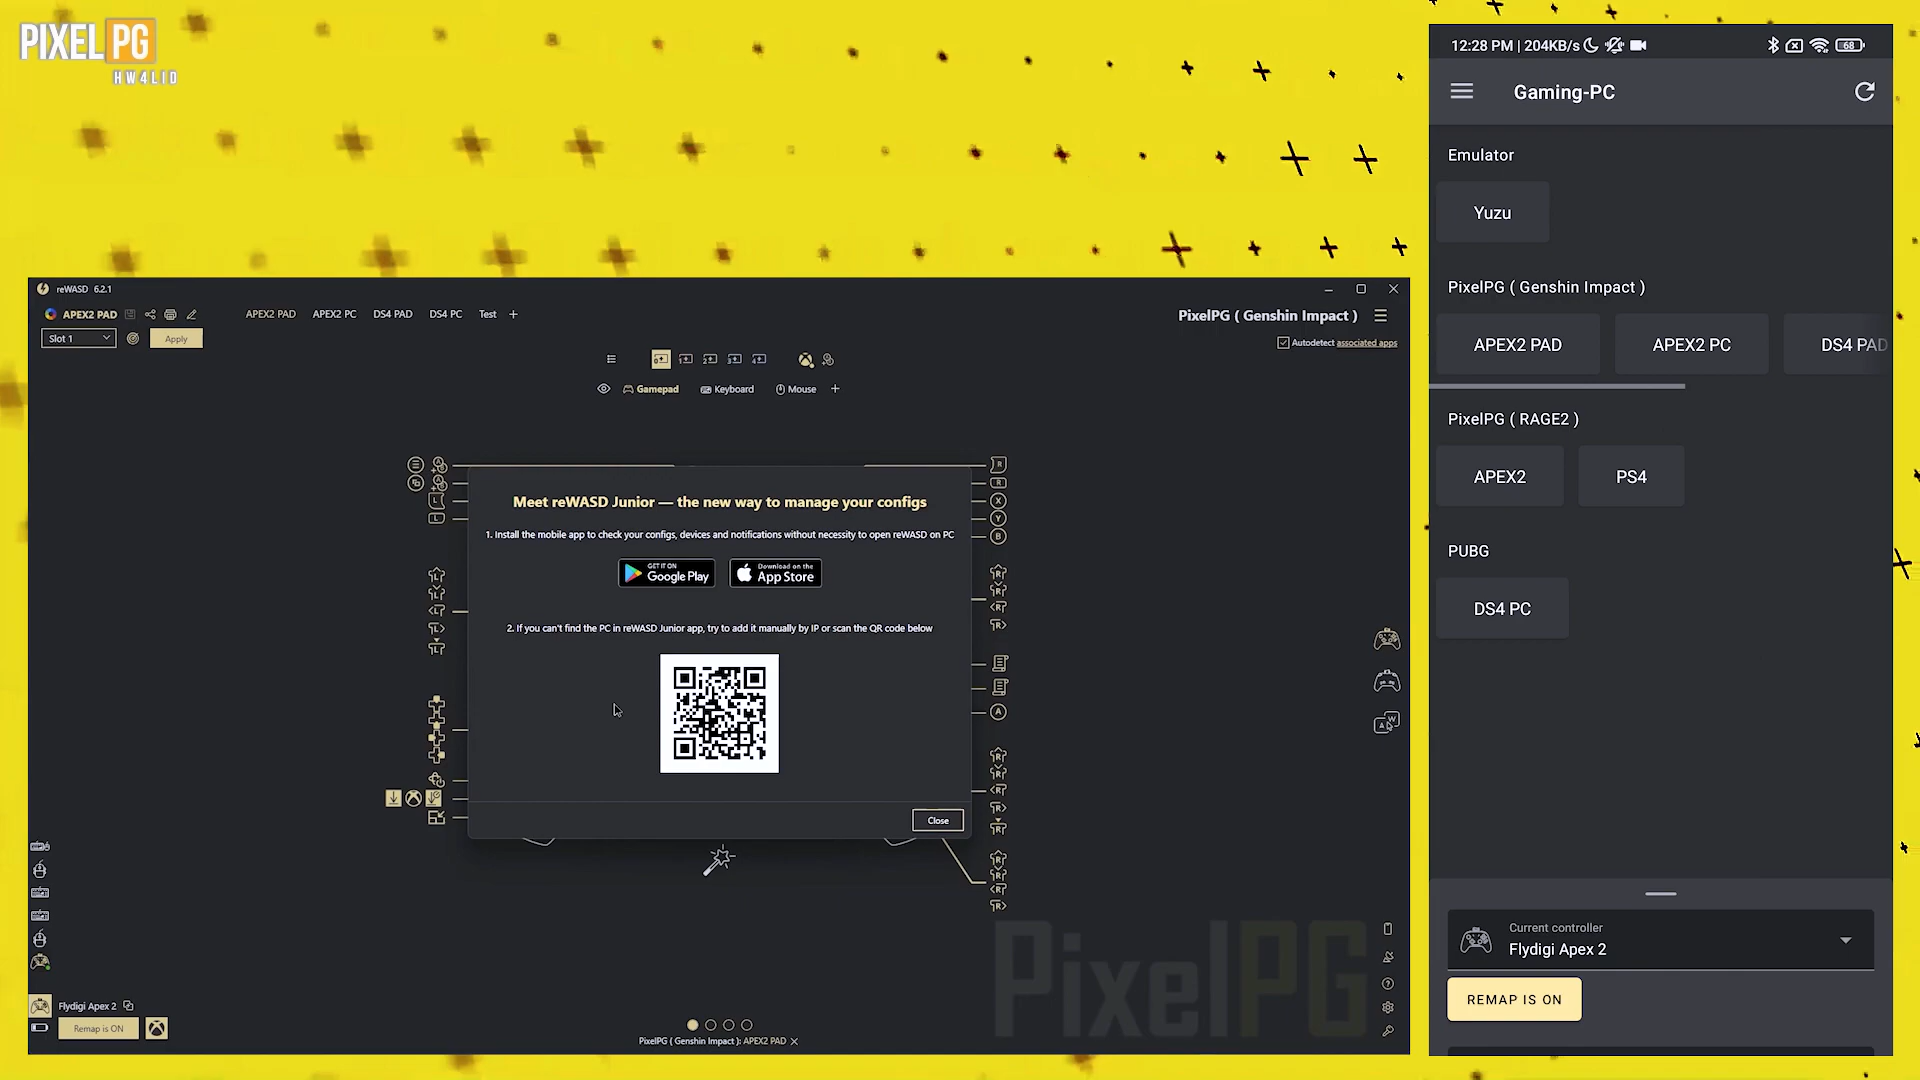 PIXEL PG
HW4LID
reWASD 6.2.1
APEX2 PAD
APEX2 PAD
APEX2 PC
DS4 PAD
DS4 PC
Test
PixelPG ( Genshin Impact )
Slot 1
Apply
Autodetect associated apps
Gamepad
Keyboard
Mouse
Meet reWASD Junior — the new way to manage your configs
1. Install the mobile app to check your configs, devices and notifications without necessity to open reWASD on PC
GET IT ON
Google Play
Download on the
App Store
2. If you can't find the PC in reWASD Junior app, try to add it manually by IP or scan the QR code below
Close
PixelPG
Flydigi Apex 2
Remap is ON
PixelPG ( Genshin Impact ): APEX2 PAD
12:28 PM | 204KB/s
68
Gaming-PC
Emulator
Yuzu
PixelPG ( Genshin Impact )
APEX2 PAD
APEX2 PC
DS4 PAD
PixelPG ( RAGE2 )
APEX2
PS4
PUBG
DS4 PC
Current controller
Flydigi Apex 2
REMAP IS ON